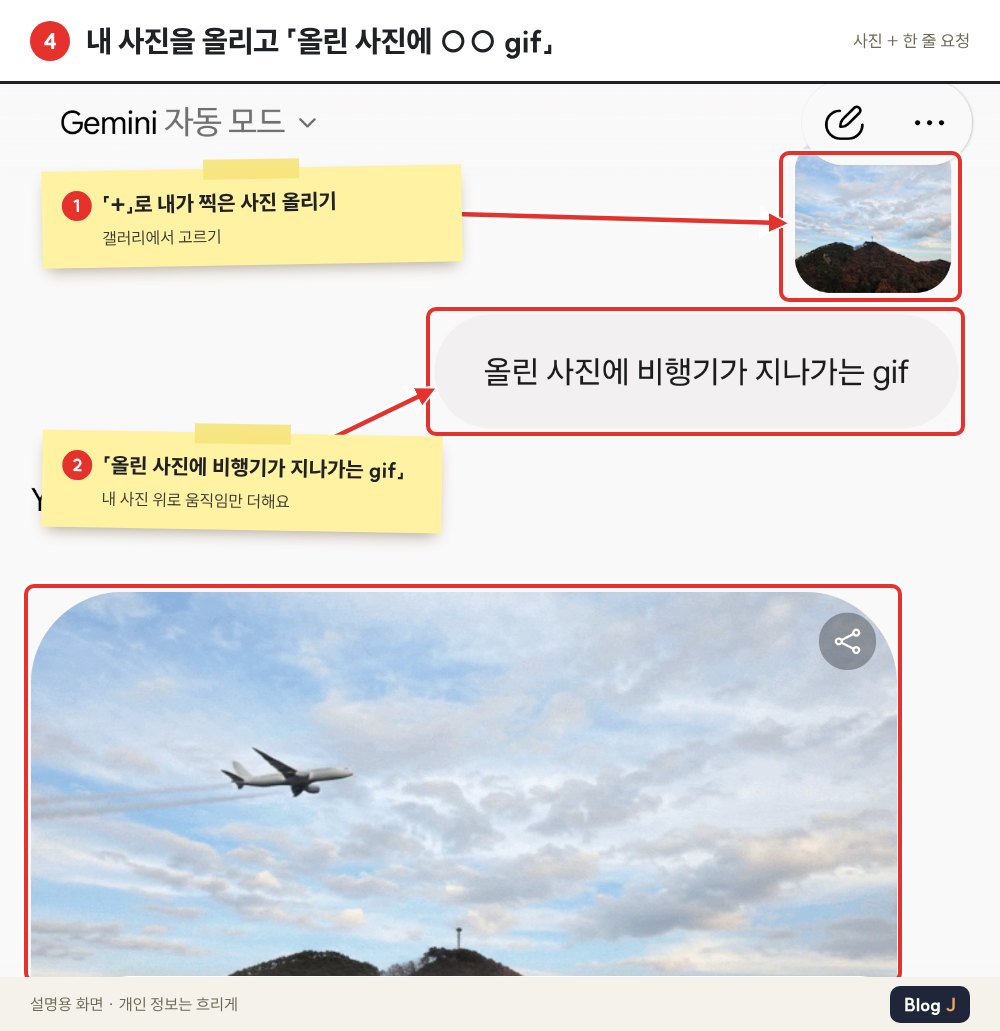 4 내 사진을 올리고 「올린 사진에 ○○ gif」
사진 + 한 줄 요청
Gemini 자동 모드
1 「+」로 내가 찍은 사진 올리기
갤러리에서 고르기
올린 사진에 비행기가 지나가는 gif
2 「올린 사진에 비행기가 지나가는 gif」
내 사진 위로 움직임만 더해요
설명용 화면 · 개인 정보는 흐리게
Blog J